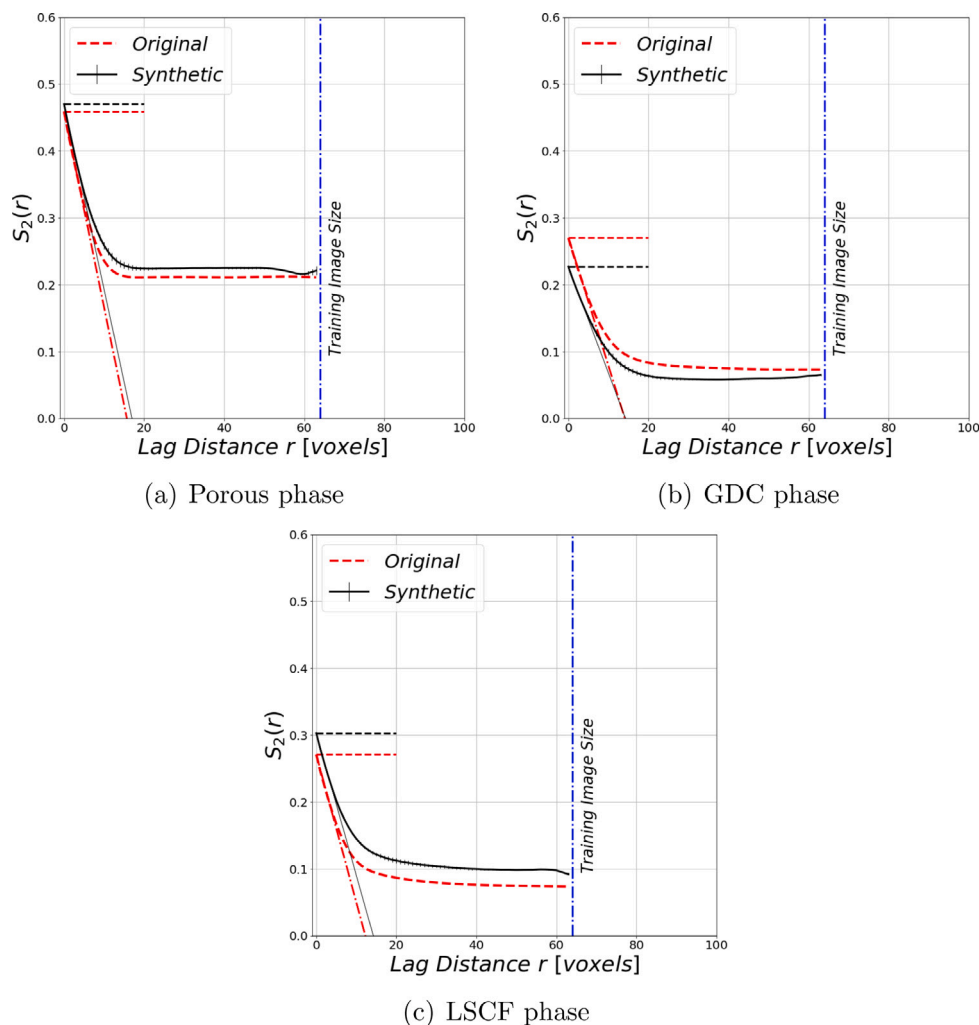 0.6
0.5
0.4
0.3
0.2
0.1
0.0
S2(r)
Original
Synthetic
Training Image Size
0 20 40 60 80 100
Lag Distance r [voxels]
(a) Porous phase
0.6
0.5
0.4
0.3
0.2
0.1
0.0
S2(r)
Original
Synthetic
Training Image Size
0 20 40 60 80 100
Lag Distance r [voxels]
(b) GDC phase
0.6
0.5
0.4
0.3
0.2
0.1
0.0
S2(r)
Original
Synthetic
Training Image Size
0 20 40 60 80 100
Lag Distance r [voxels]
(c) LSCF phase